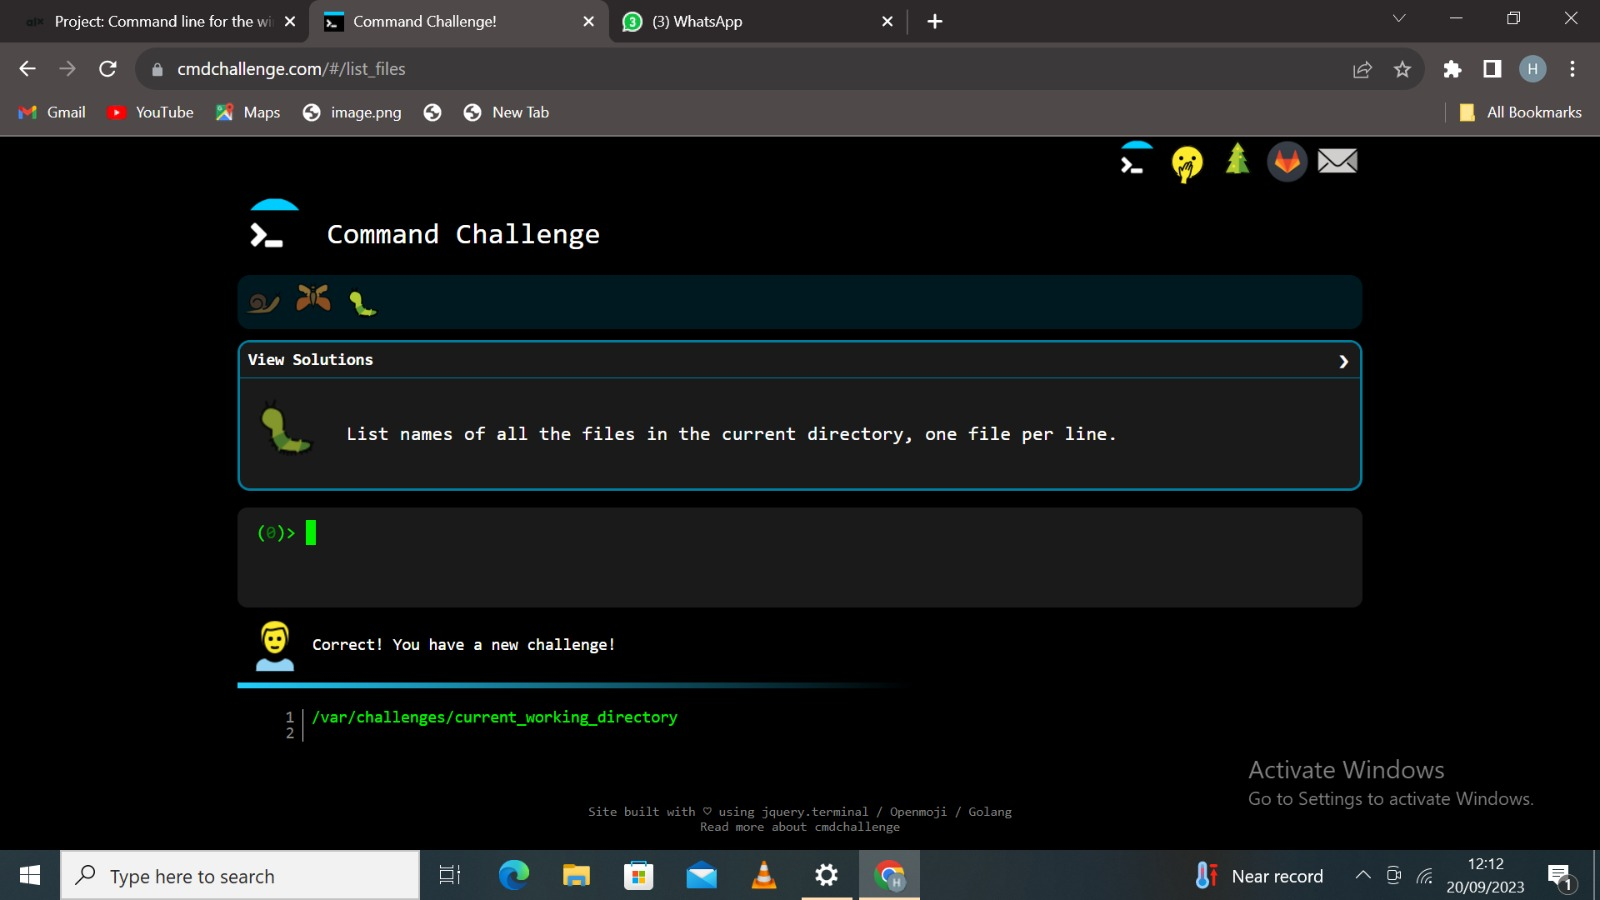 Project: Command line for the wi
Command Challenge!
(3) WhatsApp
cmdchallenge.com/#/list_files
H
Gmail
YouTube
Maps
image.png
New Tab
All Bookmarks
Command Challenge
View Solutions
List names of all the files in the current directory, one file per line.
(0)>
Correct! You have a new challenge!
1 /var/challenges/current_working_directory
2
Activate Windows
Go to Settings to activate Windows.
Site built with ♡ using jquery.terminal / Openmoji / Golang
Read more about cmdchallenge
Type here to search
H
Near record
12:12
20/09/2023
1